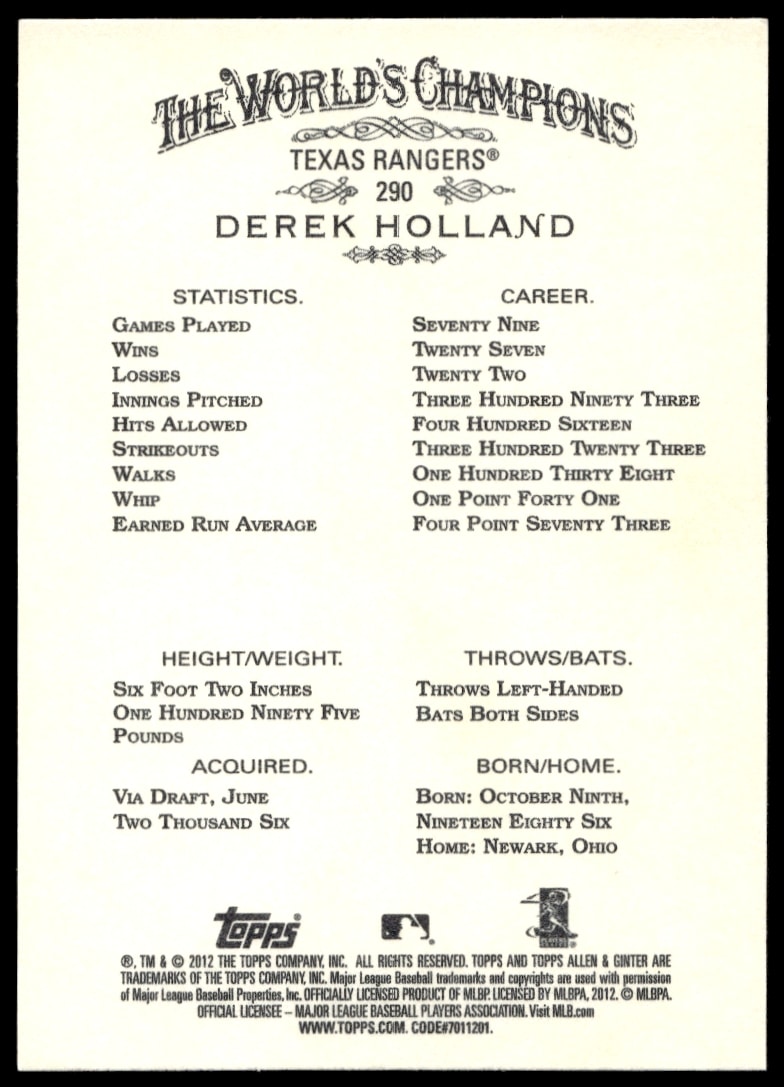 THE WORLD'S CHAMPIONS
TEXAS RANGERS®
290
DEREK HOLLAND
STATISTICS. CAREER.
GAMES PLAYED SEVENTY NINE
WINS TWENTY SEVEN
LOSSES TWENTY TWO
INNINGS PITCHED THREE HUNDRED NINETY THREE
HITS ALLOWED FOUR HUNDRED SIXTEEN
STRIKEOUTS THREE HUNDRED TWENTY THREE
WALKS ONE HUNDRED THIRTY EIGHT
WHIP ONE POINT FORTY ONE
EARNED RUN AVERAGE FOUR POINT SEVENTY THREE
HEIGHT/WEIGHT.
SIX FOOT TWO INCHES
ONE HUNDRED NINETY FIVE
POUNDS
THROWS/BATS.
THROWS LEFT-HANDED
BATS BOTH SIDES
ACQUIRED.
VIA DRAFT, JUNE
TWO THOUSAND SIX
BORN/HOME.
BORN: OCTOBER NINTH,
NINETEEN EIGHTY SIX
HOME: NEWARK, OHIO
topps®
®, TM & © 2012 THE TOPPS COMPANY, INC. ALL RIGHTS RESERVED. TOPPS AND TOPPS ALLEN & GINTER ARE
TRADEMARKS OF THE TOPPS COMPANY, INC. Major League Baseball trademarks and copyrights are used with permission
of Major League Baseball Properties, Inc. OFFICIALLY LICENSED PRODUCT OF MLBP. LICENSED BY MLBPA, 2012. © MLBPA.
OFFICIAL LICENSEE – MAJOR LEAGUE BASEBALL PLAYERS ASSOCIATION. Visit MLB.com
WWW.TOPPS.COM. CODE#7011201.